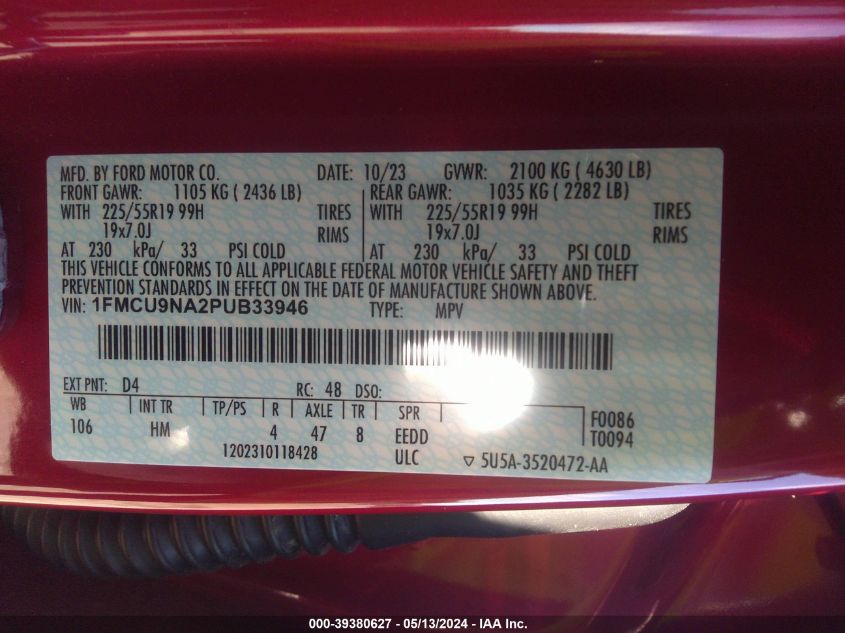 MFD. BY FORD MOTOR CO. DATE: 10/23 GVWR: 2100 KG ( 4630 LB)
FRONT GAWR: 1105 KG ( 2436 LB) REAR GAWR: 1035 KG ( 2282 LB)
WITH 225/55R19 99H TIRES WITH 225/55R19 99H TIRES
19x7.0J RIMS 19x7.0J RIMS
AT 230 kPa/ 33 PSI COLD AT 230 kPa/ 33 PSI COLD
THIS VEHICLE CONFORMS TO ALL APPLICABLE FEDERAL MOTOR VEHICLE SAFETY AND THEFT
PREVENTION STANDARDS IN EFFECT ON THE DATE OF MANUFACTURE SHOWN ABOVE.
VIN: 1FMCU9NA2PUB33946 TYPE: MPV
EXT PNT: D4 RC: 48 DSO:
WB INT TR TP/PS R AXLE TR SPR F0086
106 HM 4 47 8 EEDD T0094
1202310118428 ULC ▽ 5U5A-3520472-AA
000-39380627 - 05/13/2024 - IAA Inc.